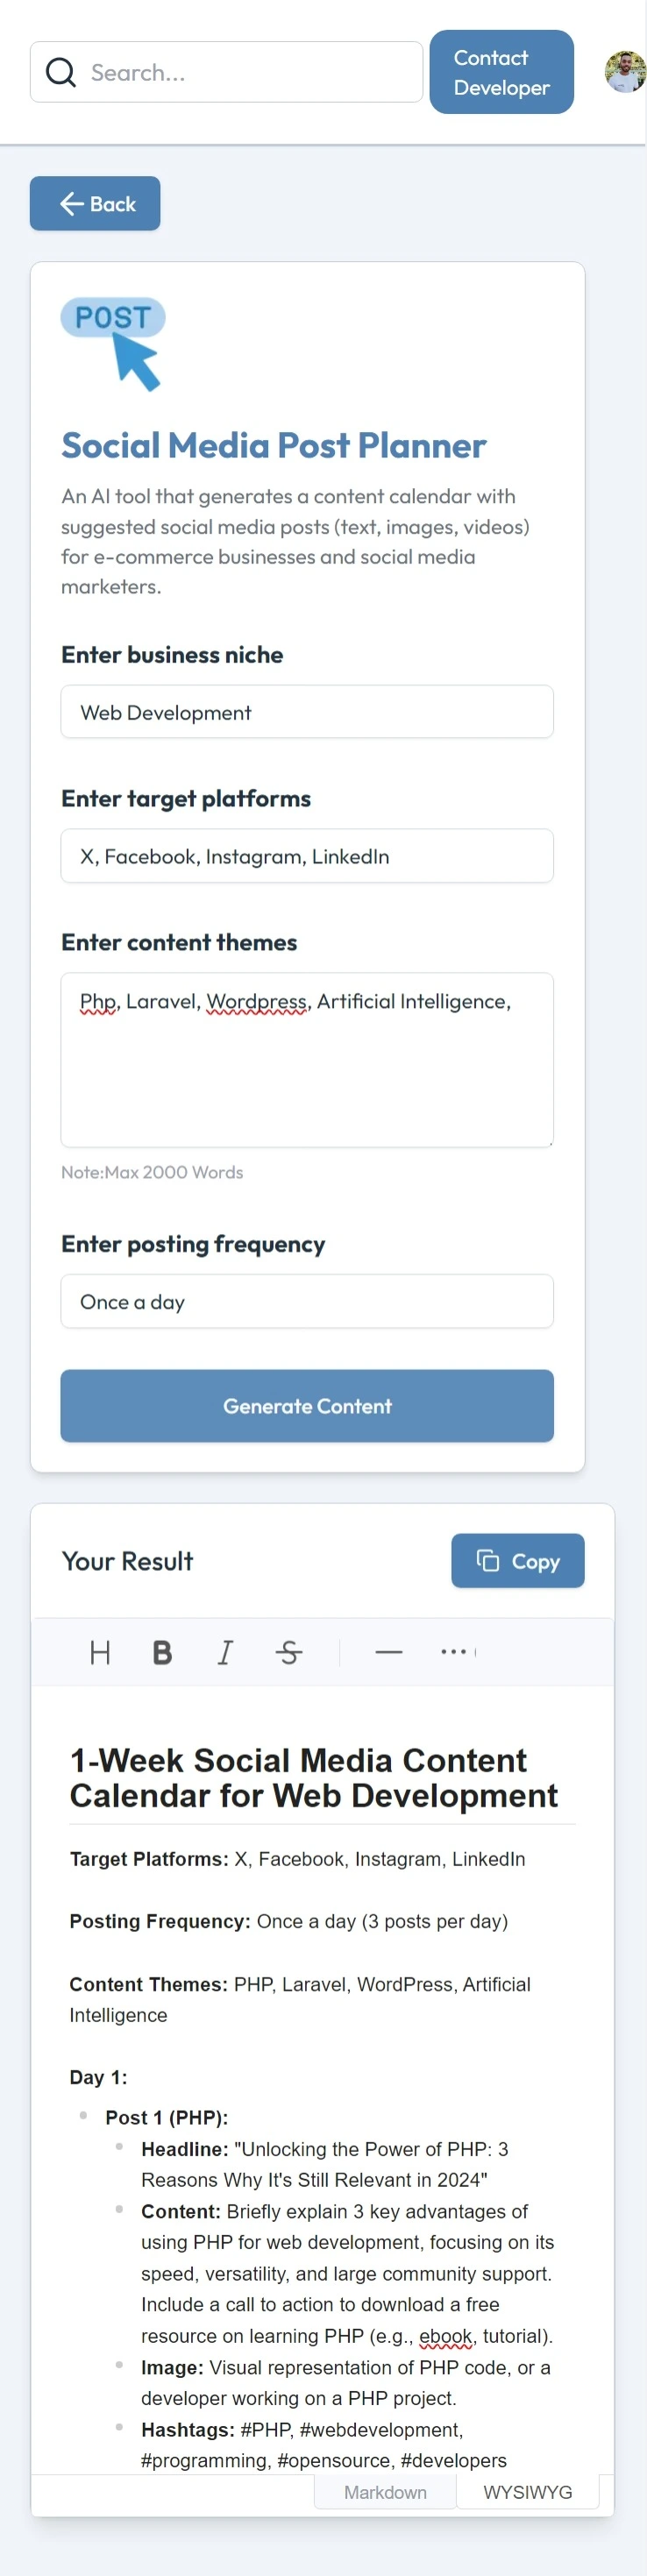 Search...
Contact
Developer
Back
POST
Social Media Post Planner
An AI tool that generates a content calendar with
suggested social media posts (text, images, videos)
for e-commerce businesses and social media
marketers.
Enter business niche
Web Development
Enter target platforms
X, Facebook, Instagram, LinkedIn
Enter content themes
Php, Laravel, Wordpress, Artificial Intelligence,
Note:Max 2000 Words
Enter posting frequency
Once a day
Generate Content
Your Result
Copy
H B I S
1-Week Social Media Content
Calendar for Web Development
Target Platforms: X, Facebook, Instagram, LinkedIn
Posting Frequency: Once a day (3 posts per day)
Content Themes: PHP, Laravel, WordPress, Artificial
Intelligence
Day 1:
Post 1 (PHP):
Headline: "Unlocking the Power of PHP: 3
Reasons Why It's Still Relevant in 2024"
Content: Briefly explain 3 key advantages of
using PHP for web development, focusing on its
speed, versatility, and large community support.
Include a call to action to download a free
resource on learning PHP (e.g., ebook, tutorial).
Image: Visual representation of PHP code, or a
developer working on a PHP project.
Hashtags: #PHP, #webdevelopment,
#programming, #opensource, #developers
Markdown
WYSIWYG